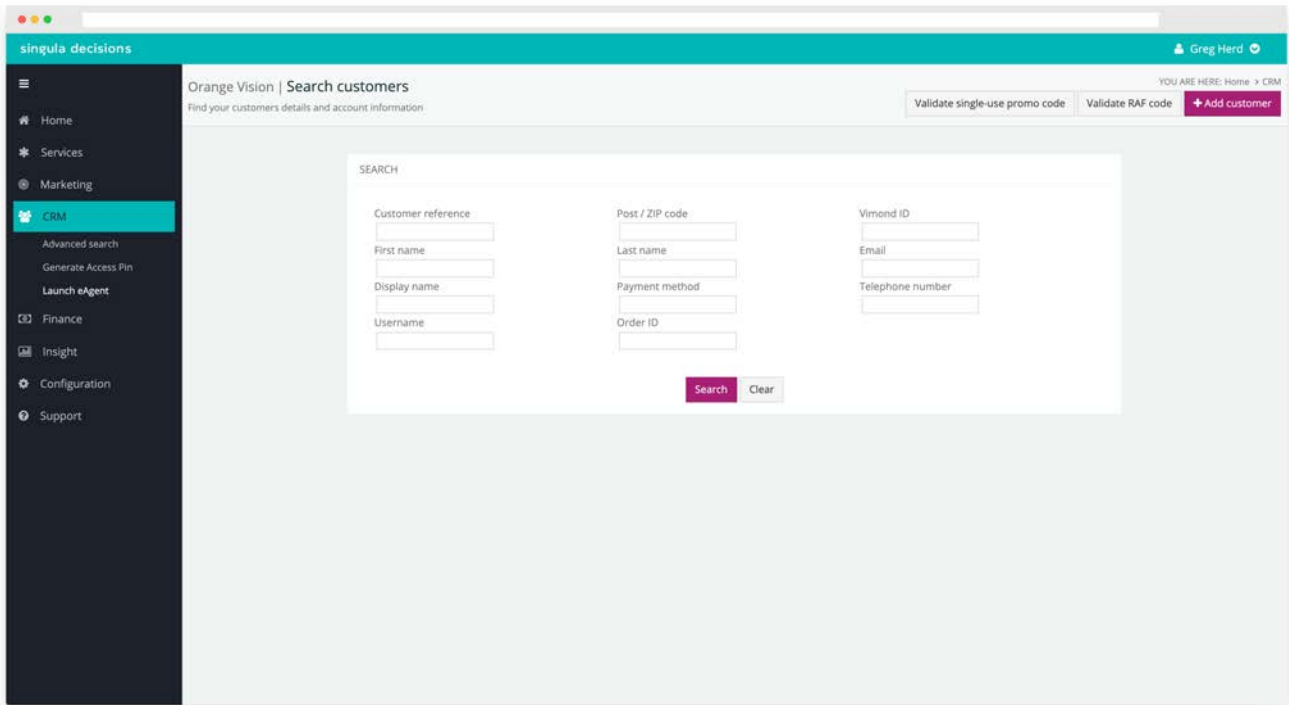 singula decisions
Greg Herd
Orange Vision | Search customers
YOU ARE HERE: Home > CRM
Find your customers details and account information
Validate single-use promo code
Validate RAF code
+ Add customer
Home
Services
Marketing
CRM
Advanced search
Generate Access Pin
Launch eAgent
Finance
Insight
Configuration
Support
SEARCH
Customer reference
Post / ZIP code
Vimond ID
First name
Last name
Email
Display name
Payment method
Telephone number
Username
Order ID
Search
Clear